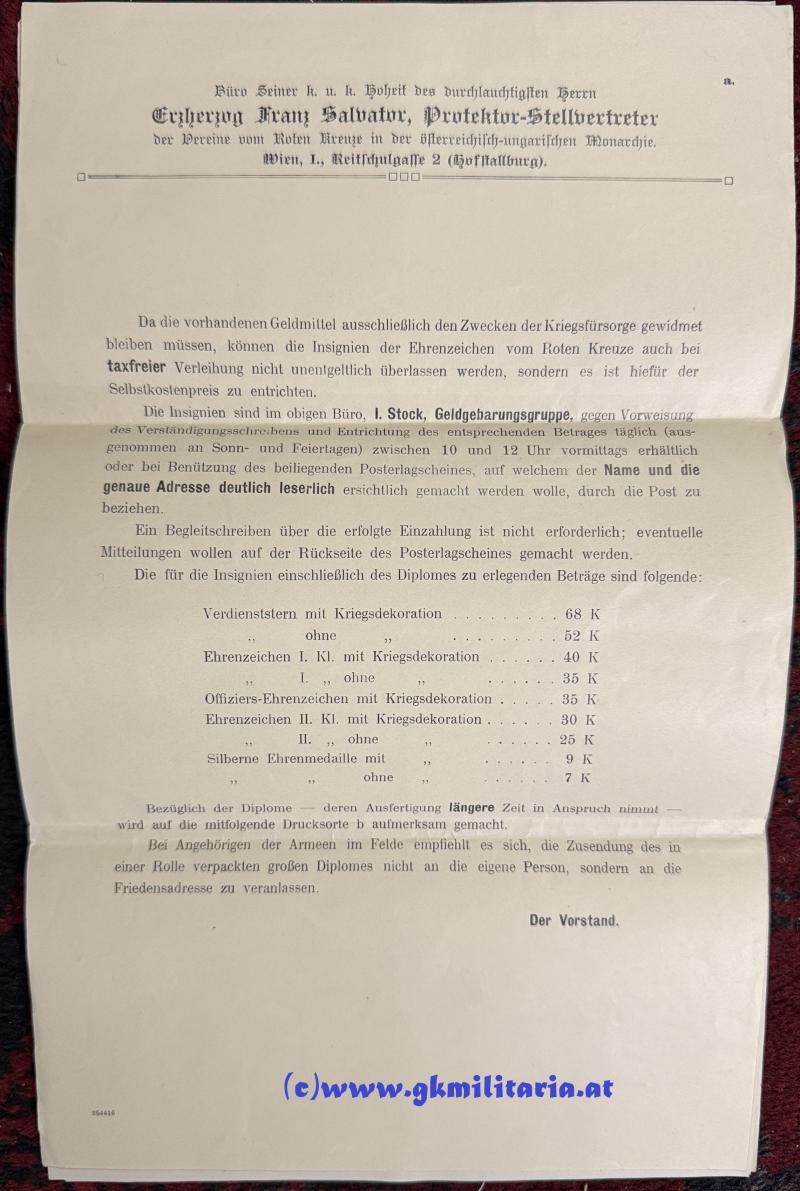 a.
Büro Seiner k. u. k. Hoheit des durchlauchtigsten Herrn
Erzherzog Franz Salvator, Protektor-Stellvertreter
der Vereine vom Roten Kreuze in der österreichisch-ungarischen Monarchie.
Wien, I., Reitschulgasse 2 (Hofstallburg).
Da die vorhandenen Geldmittel ausschließlich den Zwecken der Kriegsfürsorge gewidmet
bleiben müssen, können die Insignien der Ehrenzeichen vom Roten Kreuze auch bei
taxfreier Verleihung nicht unentgeltlich überlassen werden, sondern es ist hiefür der
Selbstkostenpreis zu entrichten.
Die Insignien sind im obigen Büro, I. Stock, Geldgebarungsgruppe, gegen Vorweisung
des Verständigungsschreibens und Entrichtung des entsprechenden Betrages täglich (aus-
genommen an Sonn- und Feiertagen) zwischen 10 und 12 Uhr vormittags erhältlich
oder bei Benützung des beiliegenden Posterlagscheines, auf welchem der Name und die
genaue Adresse deutlich leserlich ersichtlich gemacht werden wolle, durch die Post zu
beziehen.
Ein Begleitschreiben über die erfolgte Einzahlung ist nicht erforderlich; eventuelle
Mitteilungen wollen auf der Rückseite des Posterlagscheines gemacht werden.
Die für die Insignien einschließlich des Diplomes zu erlegenden Beträge sind folgende:
Verdienststern mit Kriegsdekoration . . . . . . . . . 68 K
„ ohne „ . . . . . . . . . 52 K
Ehrenzeichen I. Kl. mit Kriegsdekoration . . . . . . 40 K
„ I. „ ohne „ . . . . . . 35 K
Offiziers-Ehrenzeichen mit Kriegsdekoration . . . . . 35 K
Ehrenzeichen II. Kl. mit Kriegsdekoration . . . . . . 30 K
„ II. „ ohne „ . . . . . . 25 K
Silberne Ehrenmedaille mit „ . . . . . . 9 K
„ „ ohne „ . . . . . . 7 K
Bezüglich der Diplome — deren Ausfertigung längere Zeit in Anspruch nimmt —
wird auf die mitfolgende Drucksorte b aufmerksam gemacht.
Bei Angehörigen der Armeen im Felde empfiehlt es sich, die Zusendung des in
einer Rolle verpackten großen Diplomes nicht an die eigene Person, sondern an die
Friedensadresse zu veranlassen.
Der Vorstand.
(c)www.gkmilitaria.at